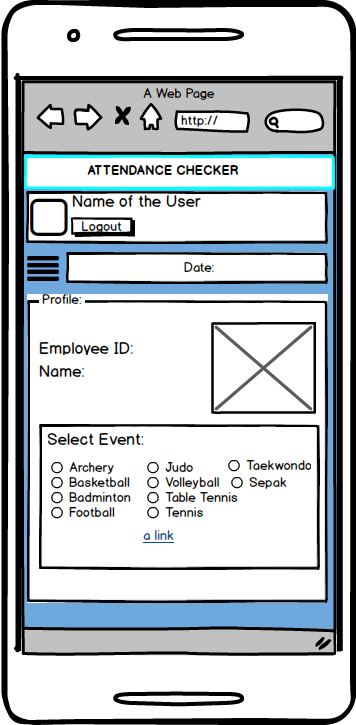 A Web Page
http://
ATTENDANCE CHECKER
Name of the User
Logout
Date:
Profile:
Employee ID:
Name:
Select Event:
Archery Judo Taekwondo
Basketball Volleyball Sepak
Badminton Table Tennis
Football Tennis
a link